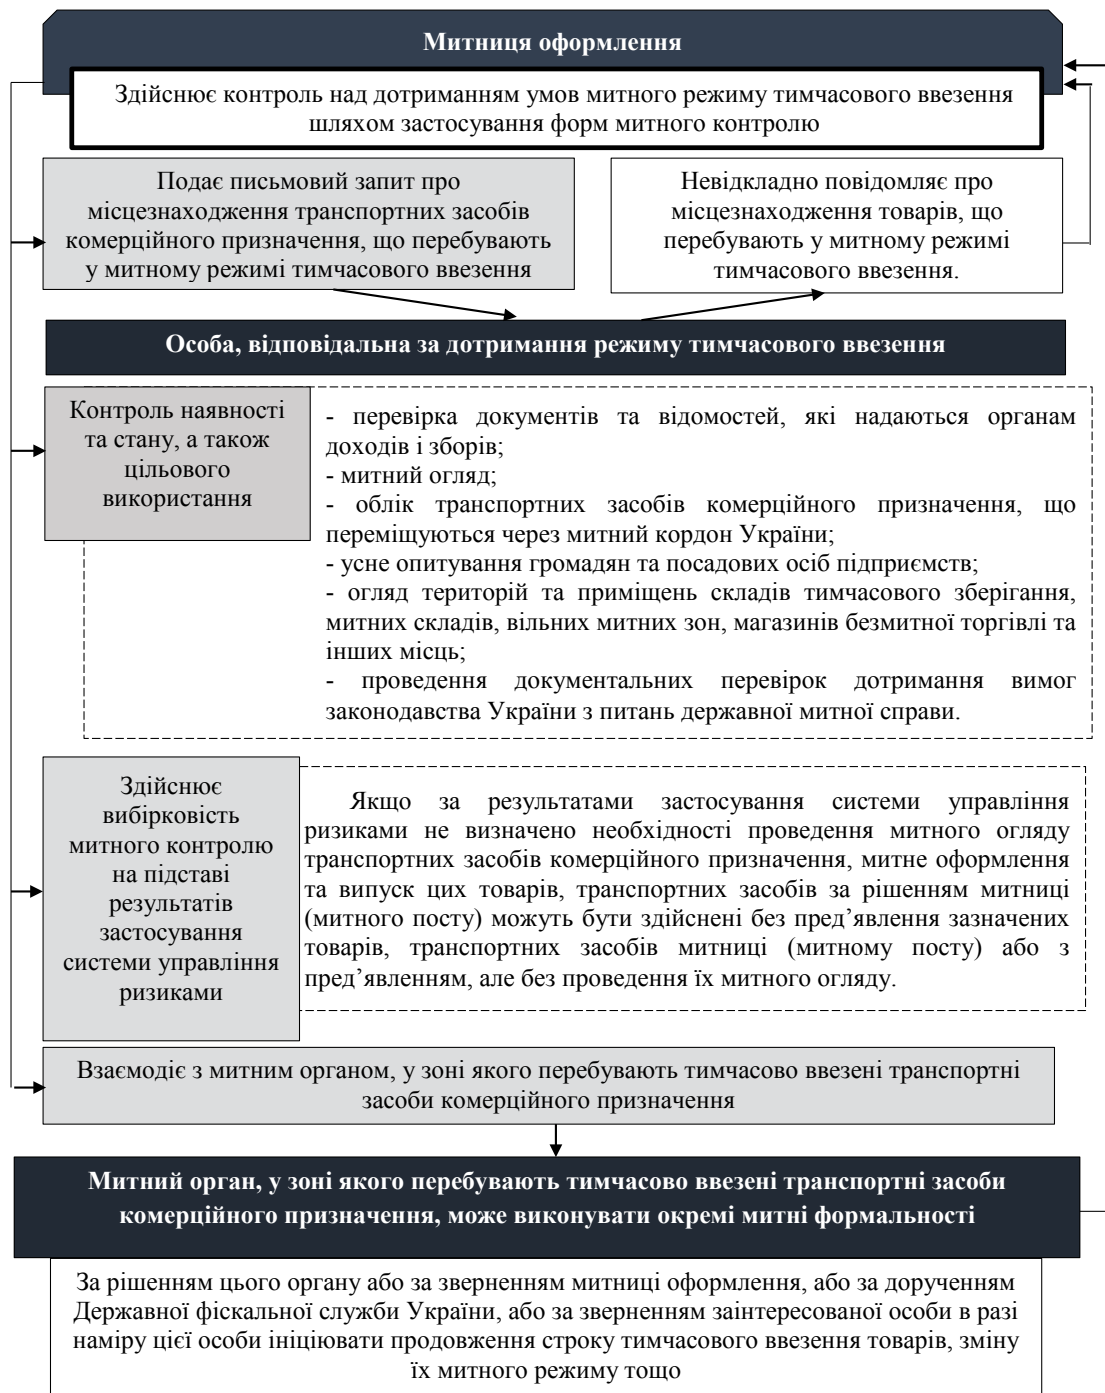 Митниця оформлення
Здійснює контроль над дотриманням умов митного режиму тимчасового ввезення
шляхом застосування форм митного контролю
Подає письмовий запит про
місцезнаходження транспортних засобів
комерційного призначення, що перебувають
у митному режимі тимчасового ввезення
Невідкладно повідомляє про
місцезнаходження товарів, що
перебувають у митному режимі
тимчасового ввезення.
Особа, відповідальна за дотримання режиму тимчасового ввезення
Контроль наявності
та стану, а також
цільового
використання
- перевірка документів та відомостей, які надаються органам
доходів і зборів;
- митний огляд;
- облік транспортних засобів комерційного призначення, що
переміщуються через митний кордон України;
- усне опитування громадян та посадових осіб підприємств;
- огляд територій та приміщень складів тимчасового зберігання,
митних складів, вільних митних зон, магазинів безмитної торгівлі та
інших місць;
- проведення документальних перевірок дотримання вимог
законодавства України з питань державної митної справи.
Здійснює
вибірковість
митного контролю
на підставі
результатів
застосування
системи управління
ризиками
Якщо за результатами застосування системи управління
ризиками не визначено необхідності проведення митного огляду
транспортних засобів комерційного призначення, митне оформлення
та випуск цих товарів, транспортних засобів за рішенням митниці
(митного посту) можуть бути здійснені без пред’явлення зазначених
товарів, транспортних засобів митниці (митному посту) або з
пред’явленням, але без проведення їх митного огляду.
Взаємодіє з митним органом, у зоні якого перебувають тимчасово ввезені транспортні
засоби комерційного призначення
Митний орган, у зоні якого перебувають тимчасово ввезені транспортні засоби
комерційного призначення, може виконувати окремі митні формальності
За рішенням цього органу або за зверненням митниці оформлення, або за дорученням
Державної фіскальної служби України, або за зверненням заінтересованої особи в разі
наміру цієї особи ініціювати продовження строку тимчасового ввезення товарів, зміну
їх митного режиму тощо